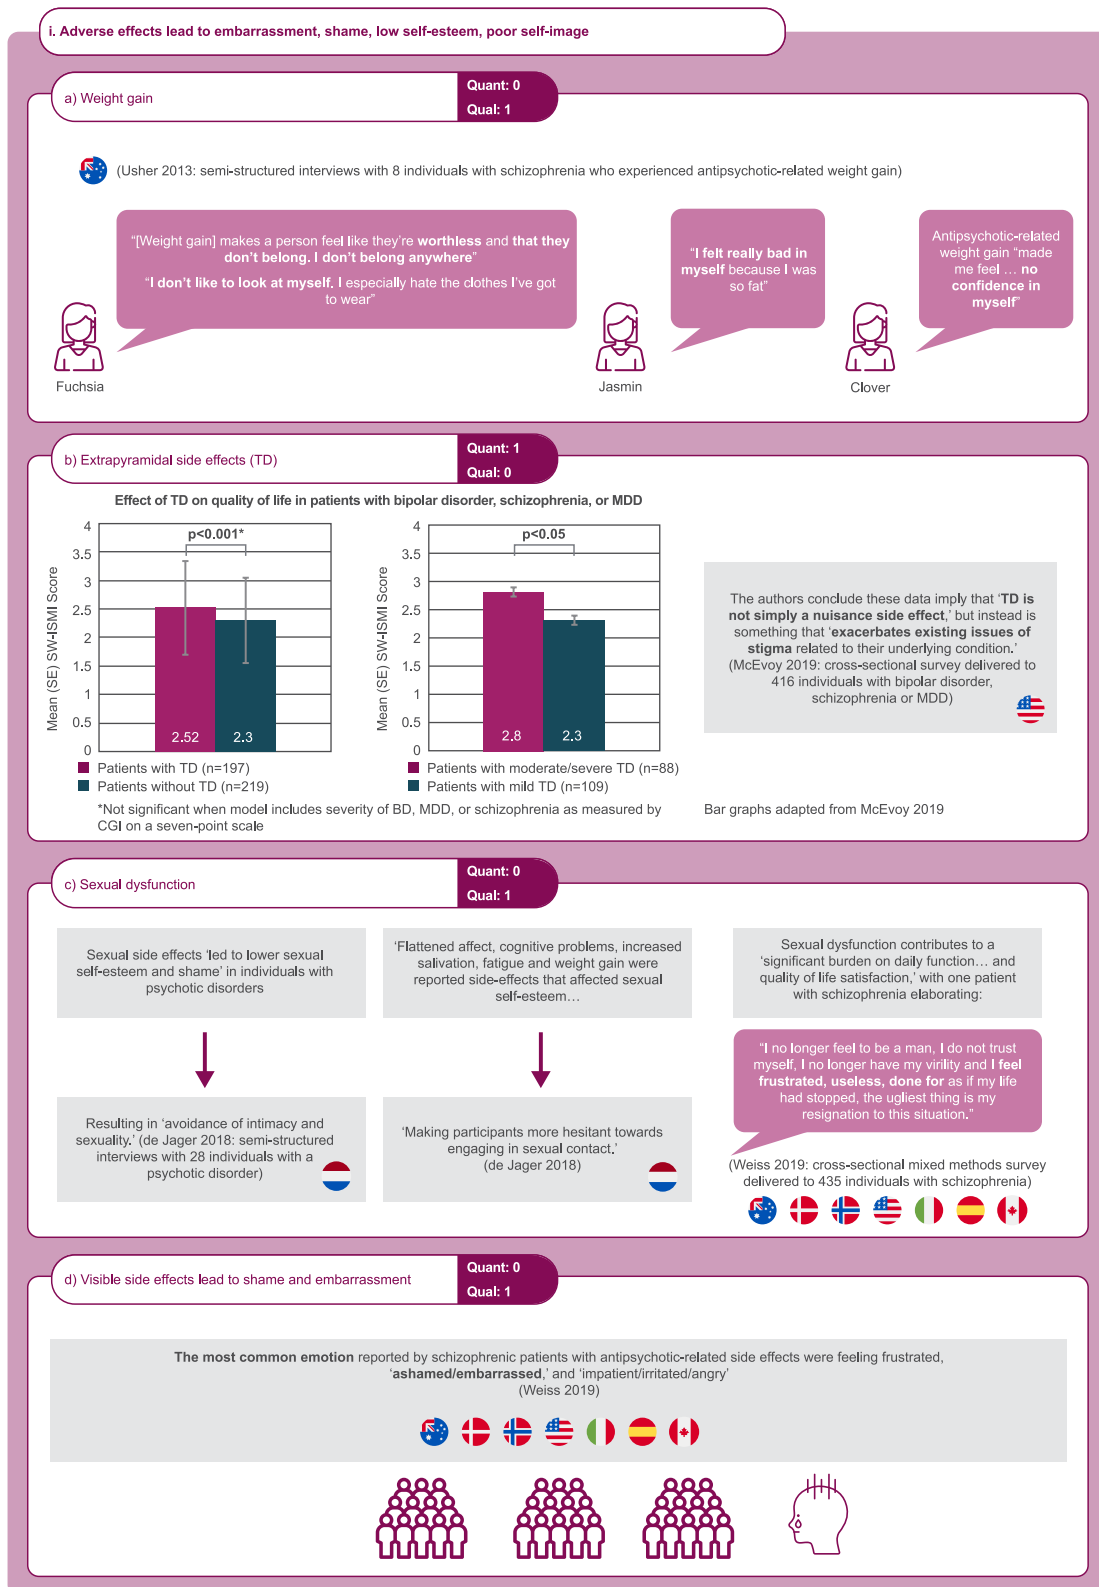 i. Adverse effects lead to embarrassment, shame, low self-esteem, poor self-image
a) Weight gain
Quant: 0
Qual: 1
(Usher 2013: semi-structured interviews with 8 individuals with schizophrenia who experienced antipsychotic-related weight gain)
“[Weight gain] makes a person feel like they’re worthless and that they
don’t belong. I don’t belong anywhere”
“I don’t like to look at myself. I especially hate the clothes I’ve got
to wear”
Fuchsia
“I felt really bad in
myself because I was
so fat”
Jasmin
Antipsychotic-related
weight gain “made
me feel … no
confidence in
myself”
Clover
b) Extrapyramidal side effects (TD)
Quant: 1
Qual: 0
Effect of TD on quality of life in patients with bipolar disorder, schizophrenia, or MDD
Mean (SE) SW-ISMI Score
4
3.5
3
2.5
2
1.5
1
0.5
0
p<0.001*
2.52
2.3
Patients with TD (n=197)
Patients without TD (n=219)
Mean (SE) SW-ISMI Score
4
3.5
3
2.5
2
1.5
1
0.5
0
p<0.05
2.8
2.3
Patients with moderate/severe TD (n=88)
Patients with mild TD (n=109)
*Not significant when model includes severity of BD, MDD, or schizophrenia as measured by
CGI on a seven-point scale
The authors conclude these data imply that ‘TD is
not simply a nuisance side effect,’ but instead is
something that ‘exacerbates existing issues of
stigma related to their underlying condition.’
(McEvoy 2019: cross-sectional survey delivered to
416 individuals with bipolar disorder,
schizophrenia or MDD)
Bar graphs adapted from McEvoy 2019
c) Sexual dysfunction
Quant: 0
Qual: 1
Sexual side effects ‘led to lower sexual
self-esteem and shame’ in individuals with
psychotic disorders
Resulting in ‘avoidance of intimacy and
sexuality.’ (de Jager 2018: semi-structured
interviews with 28 individuals with a
psychotic disorder)
‘Flattened affect, cognitive problems, increased
salivation, fatigue and weight gain were
reported side-effects that affected sexual
self-esteem…
‘Making participants more hesitant towards
engaging in sexual contact.’
(de Jager 2018)
Sexual dysfunction contributes to a
‘significant burden on daily function… and
quality of life satisfaction,’ with one patient
with schizophrenia elaborating:
“I no longer feel to be a man, I do not trust
myself, I no longer have my virility and I feel
frustrated, useless, done for as if my life
had stopped, the ugliest thing is my
resignation to this situation.”
(Weiss 2019: cross-sectional mixed methods survey
delivered to 435 individuals with schizophrenia)
d) Visible side effects lead to shame and embarrassment
Quant: 0
Qual: 1
The most common emotion reported by schizophrenic patients with antipsychotic-related side effects were feeling frustrated,
‘ashamed/embarrassed,’ and ‘impatient/irritated/angry’
(Weiss 2019)